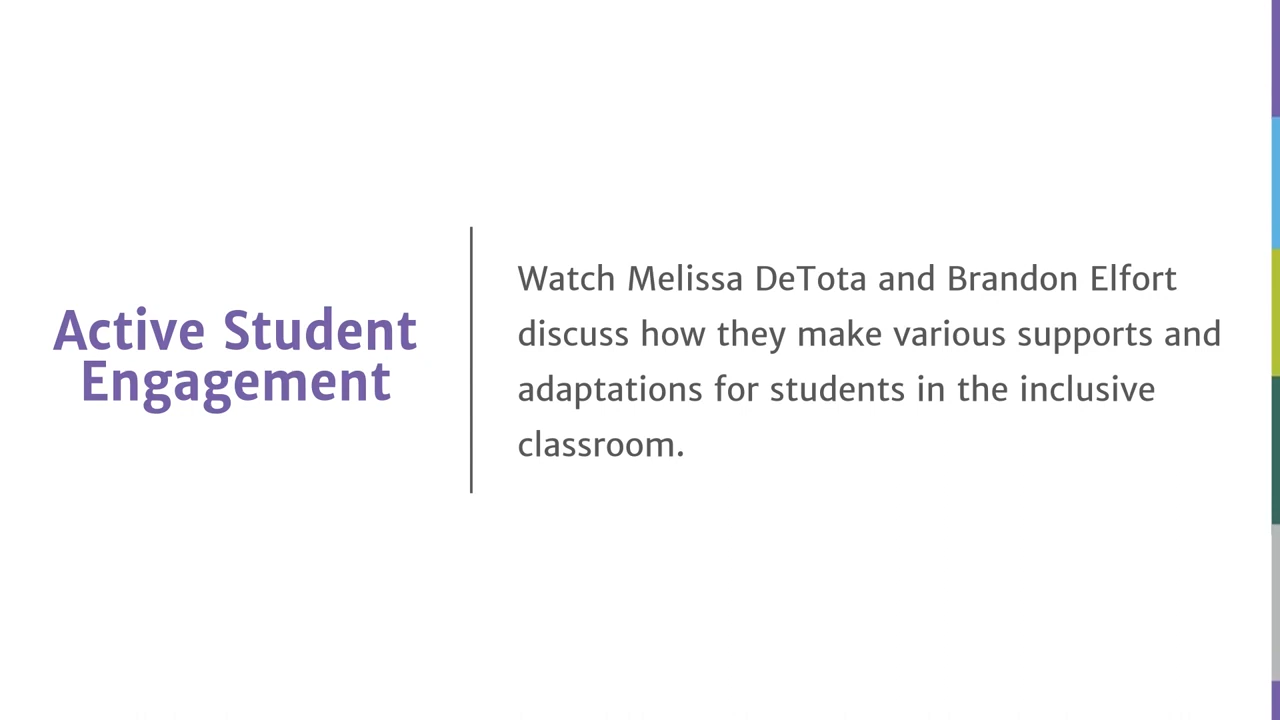 Active Student
Engagement
Watch Melissa DeTota and Brandon Elfort
discuss how they make various supports and
adaptations for students in the inclusive
classroom.